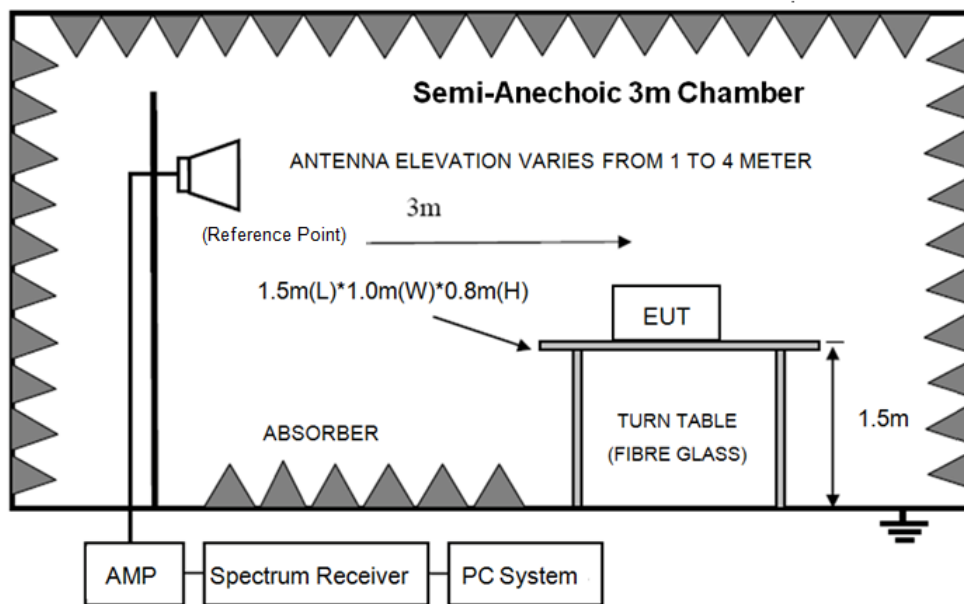 Semi-Anechoic 3m Chamber
ANTENNA ELEVATION VARIES FROM 1 TO 4 METER
3m
(Reference Point)
1.5m(L)*1.0m(W)*0.8m(H)
EUT
1.5m
TURN TABLE
(FIBRE GLASS)
ABSORBER
AMP
Spectrum Receiver
PC System